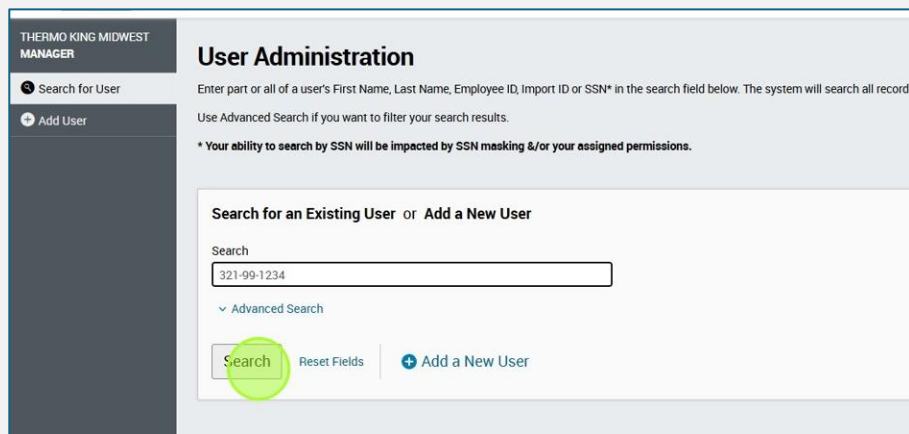 THERMO KING MIDWEST
MANAGER
Search for User
Add User
User Administration
Enter part or all of a user's First Name, Last Name, Employee ID, Import ID or SSN* in the search field below. The system will search all record
Use Advanced Search if you want to filter your search results.
* Your ability to search by SSN will be impacted by SSN masking &/or your assigned permissions.
Search for an Existing User or Add a New User
Search
321-99-1234
Advanced Search
Search Reset Fields Add a New User